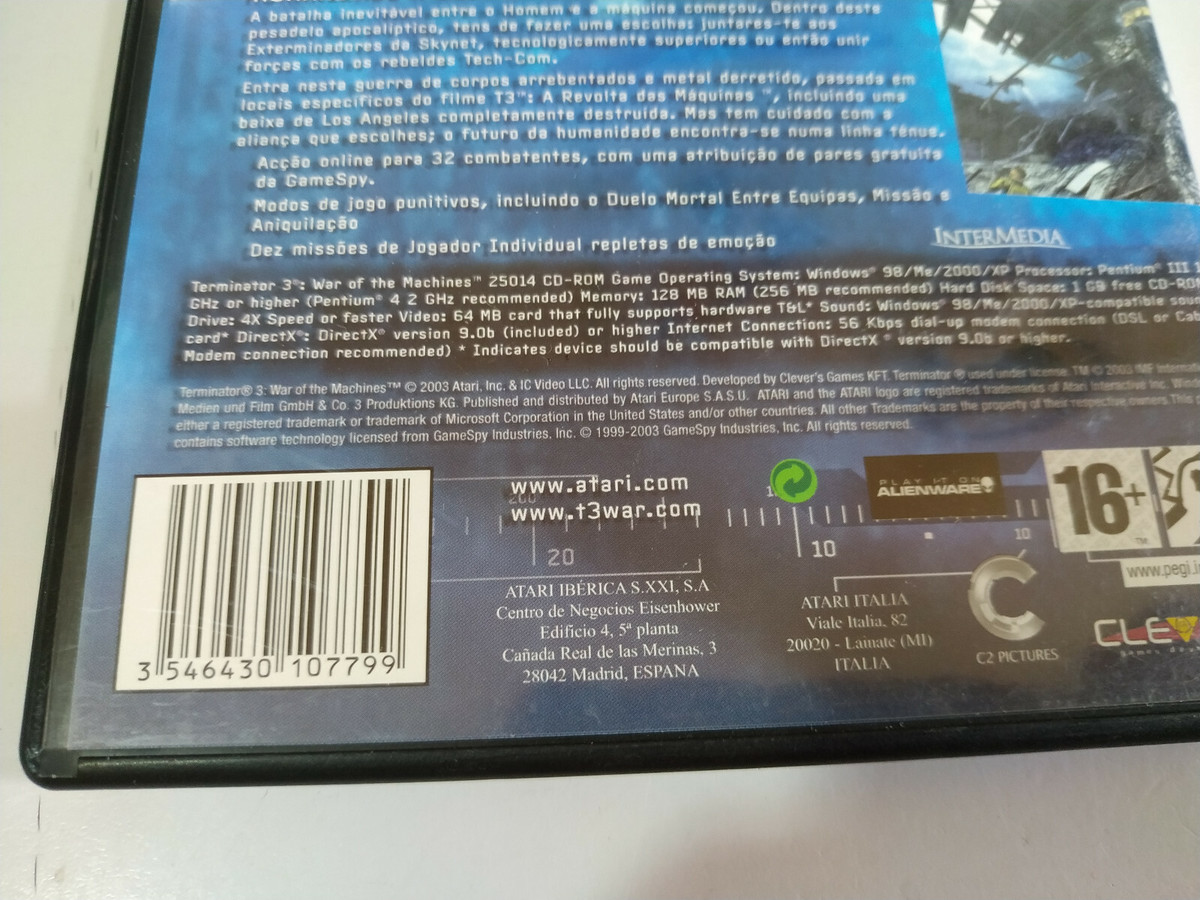 A batalha inevitável entre o Homem e a máquina começou. Dentro deste
pesadelo apocalíptico, tens de fazer uma escolha: juntares-te aos
Exterminadores da Skynet, tecnologicamente superiores ou então unir
forças com os rebeldes Tech-Com.
Entra nesta guerra de corpos arrebentados e metal derretido, passada em
locais específicos do filme T3™: A Revolta das Máquinas ™, incluindo uma
baixa de Los Angeles completamente destruída. Mas tem cuidado com a
aliança que escolhes; o futuro da humanidade encontra-se numa linha ténue.
Acção online para 32 combatentes, com uma atribuição de pares gratuita
da GameSpy.
Modos de jogo punitivos, incluindo o Duelo Mortal Entre Equipas, Missão e
Aniquilação
Dez missões de Jogador Individual repletas de emoção
INTERMEDIA
Terminator 3®: War of the Machines™ 25014 CD-ROM Game Operating System: Windows® 98/Me/2000/XP Processor: Pentium® III
GHz or higher (Pentium® 4 2 GHz recommended) Memory: 128 MB RAM (256 MB recommended) Hard Disk Space: 1 GB free CD-RO
Drive: 4X Speed or faster Video: 64 MB card that fully supports hardware T&L* Sound: Windows® 98/Me/2000/XP-compatible sou
card* DirectX®: DirectX® version 9.0b (included) or higher Internet Connection: 56 Kbps dial-up modem connection (DSL or Cab
Modem connection recommended) * Indicates device should be compatible with DirectX ® version 9.0b or higher.
Terminator® 3: War of the Machines™ © 2003 Atari, Inc. & IC Video LLC. All rights reserved. Developed by Clever's Games KFT. Terminator ® used under license. TM © 2003 IMF Intern
Medien und Film GmbH & Co. 3 Produktions KG. Published and distributed by Atari Europe S.A.S.U. ATARI and the ATARI logo are registered trademarks of Atari Interactive Inc. Win
either a registered trademark or trademark of Microsoft Corporation in the United States and/or other countries. All other Trademarks are the property of their respective owners. This
contains software technology licensed from GameSpy Industries, Inc. © 1999-2003 GameSpy Industries, Inc. All rights reserved.
3 546430 107799
www.atari.com
www.t3war.com
20
10
10
ATARI IBÉRICA S.XXI, S.A
Centro de Negocios Eisenhower
Edificio 4, 5ª planta
Cañada Real de las Merinas, 3
28042 Madrid, ESPANA
ATARI ITALIA
Viale Italia, 82
20020 - Lainate (MI)
ITALIA
PLAY IT ON
ALIENWARE
16+
™
www.pegi.in
C2 PICTURES
CLEV
games